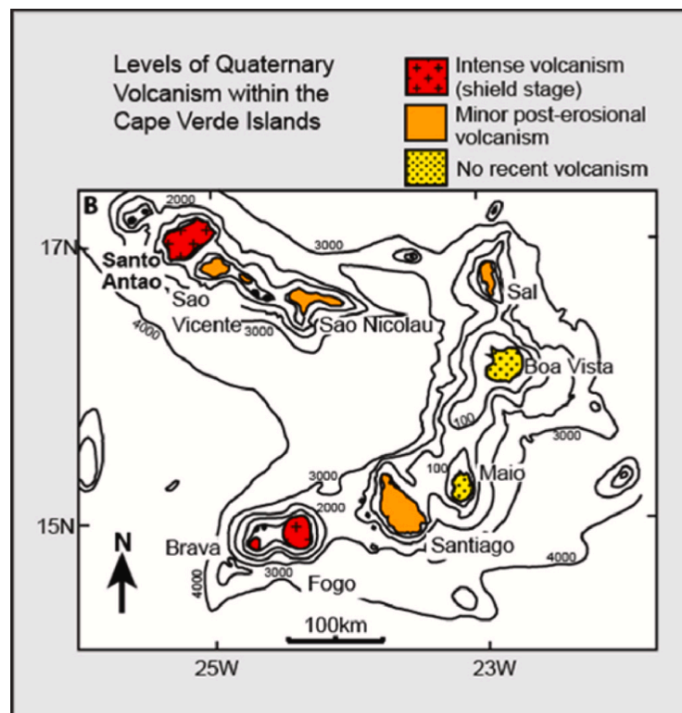 Levels of Quaternary
Volcanism within the
Cape Verde Islands
Intense volcanism
(shield stage)
Minor post-erosional
volcanism
No recent volcanism
B
2000
3000
17N
Santo
Antao
Sao
Vicente
3000
Sao Nicolau
Sal
4000
Boa Vista
100
3000
3000
100
Maio
2000
15N
Santiago
Brava
4000
3000
Fogo
4000
N
100km
25W
23W